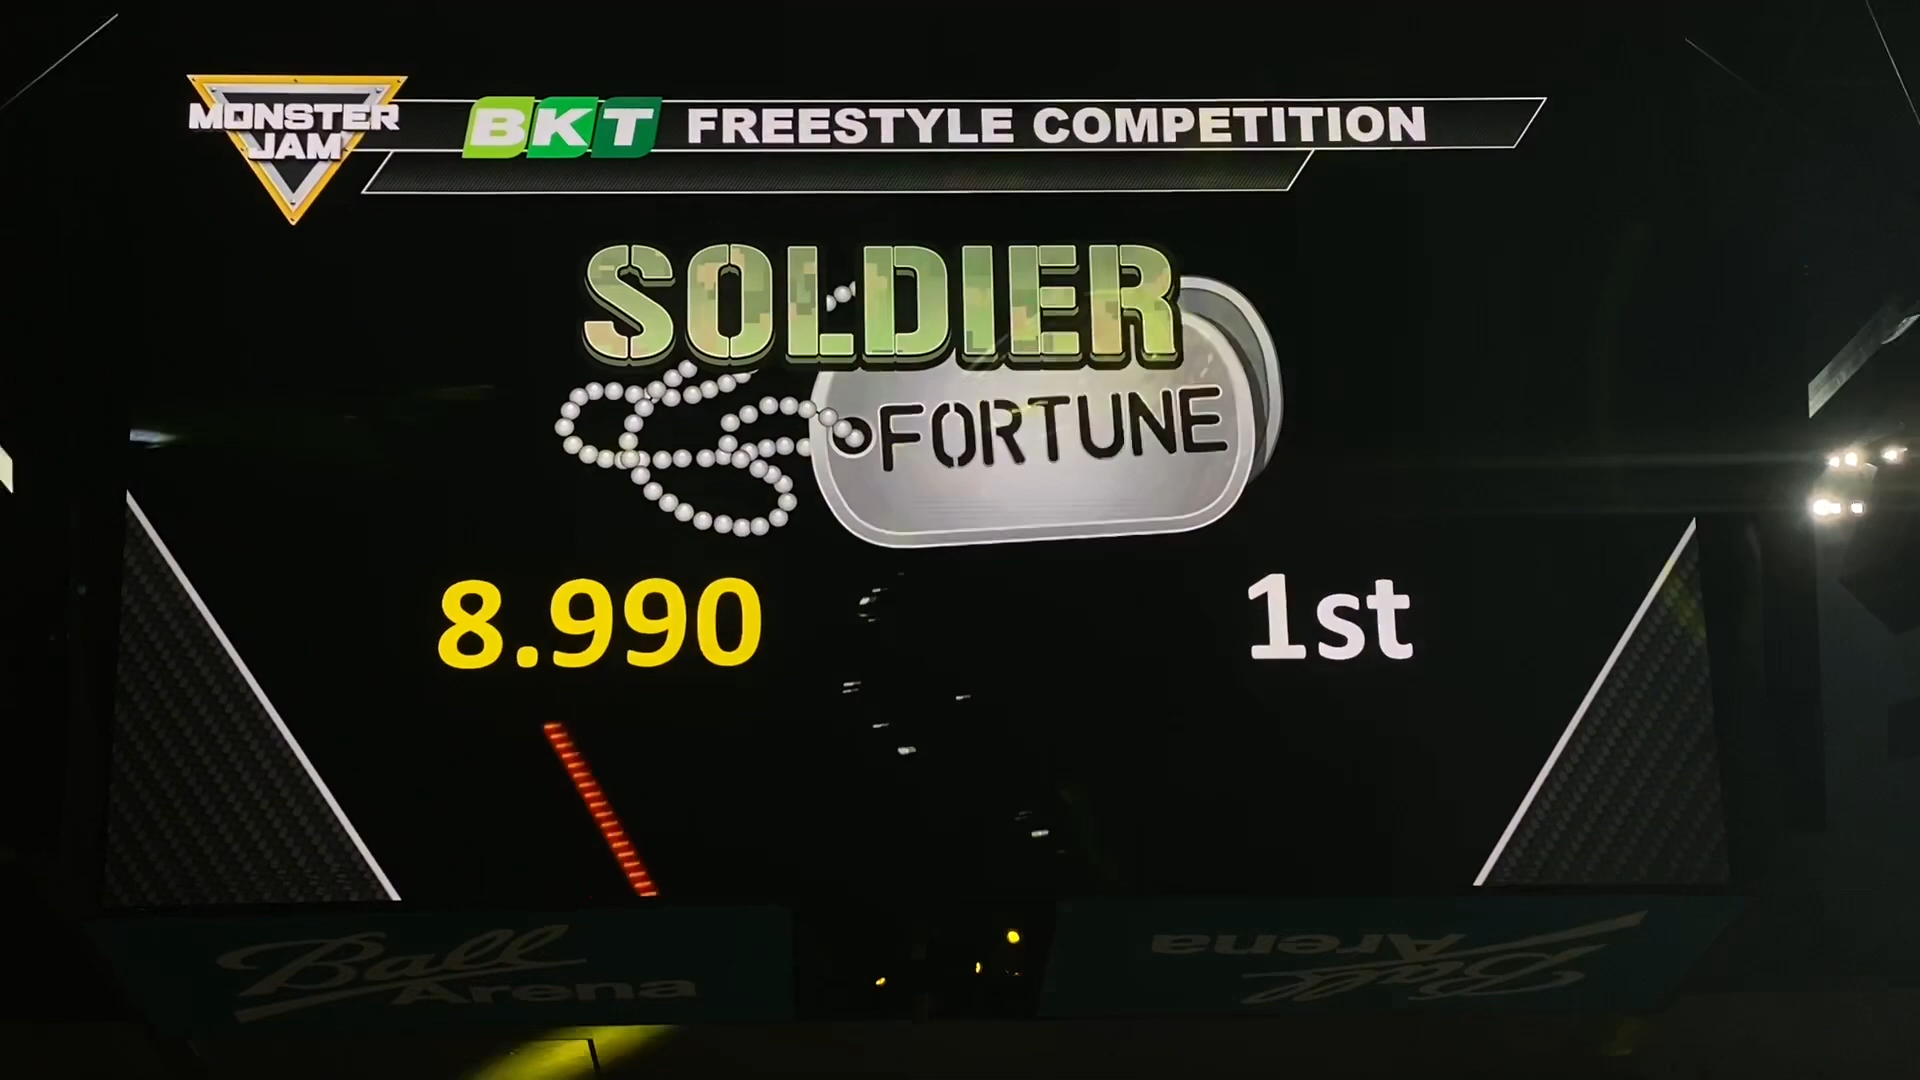 MONSTER
JAM
BKT FREESTYLE COMPETITION
SOLDIER
FORTUNE
8.990
1st
Ball
Arena
Ball
Arena